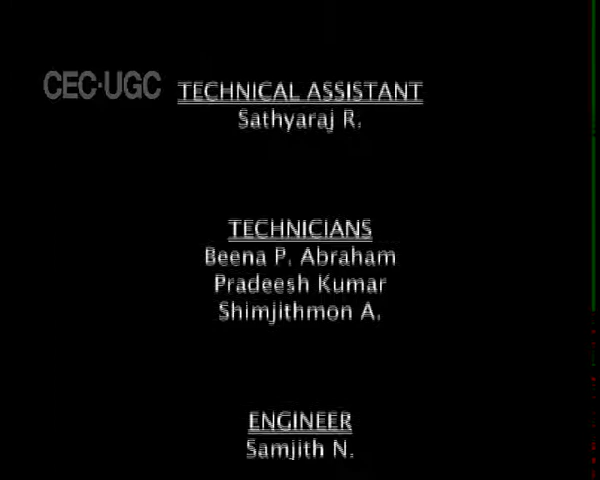 CEC-UGC
TECHNICAL ASSISTANT
Sathyaraj R.
TECHNICIANS
Beena P. Abraham
Pradeesh Kumar
Shimjithmon A.
ENGINEER
Samjith N.